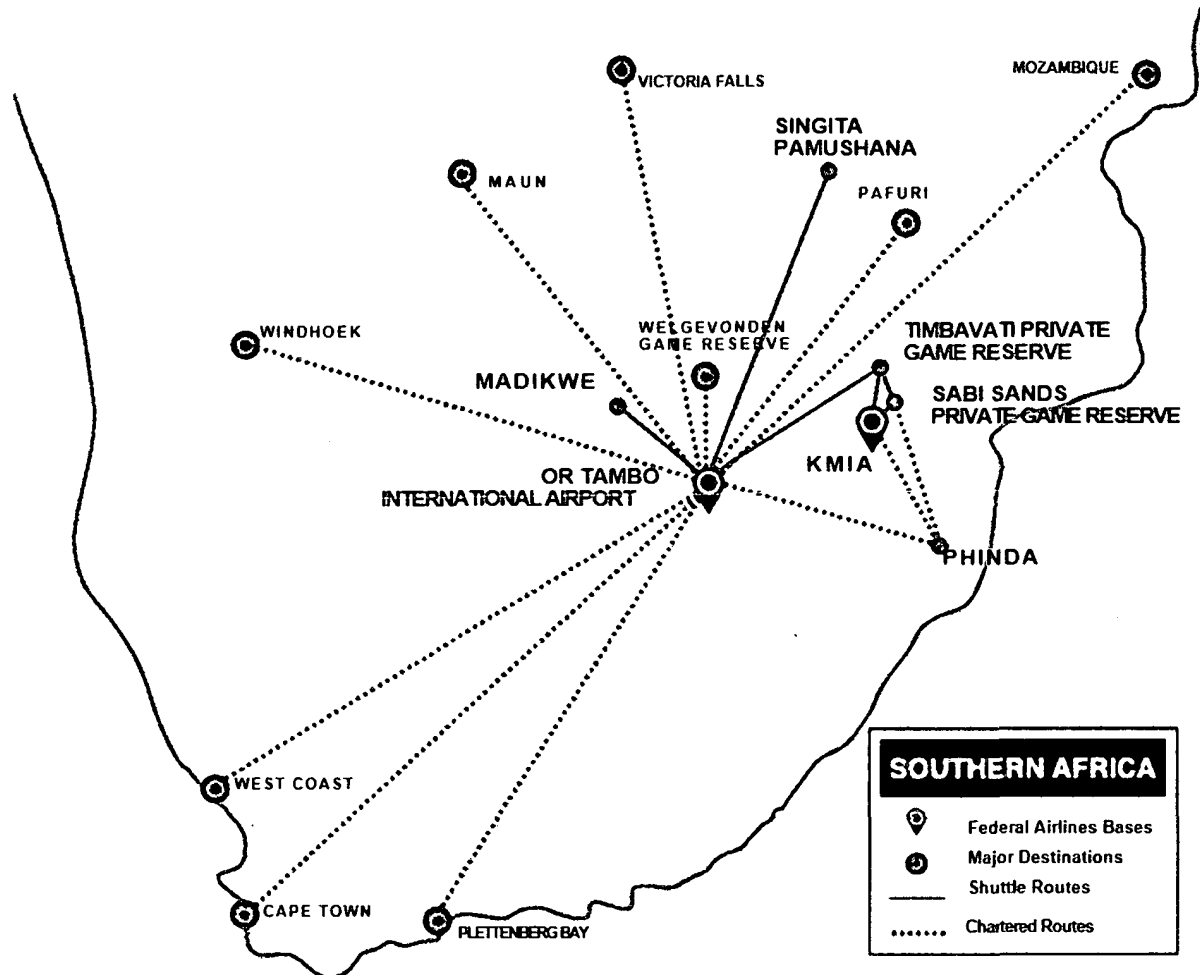 VICTORIA FALLS
MOZAMBIQUE
SINGITA
PAMUSHANA
MAUN
PAFURI
WINDHOEK
WELGEVONDEN
GAME RESERVE
TIMBAVATI PRIVATE
GAME RESERVE
MADIKWE
SABI SANDS
PRIVATE GAME RESERVE
KMIA
OR TAMBO
INTERNATIONAL AIRPORT
PHINDA
WEST COAST
CAPE TOWN
PLETTENBERG BAY
SOUTHERN AFRICA
Federal Airlines Bases
Major Destinations
Shuttle Routes
Chartered Routes